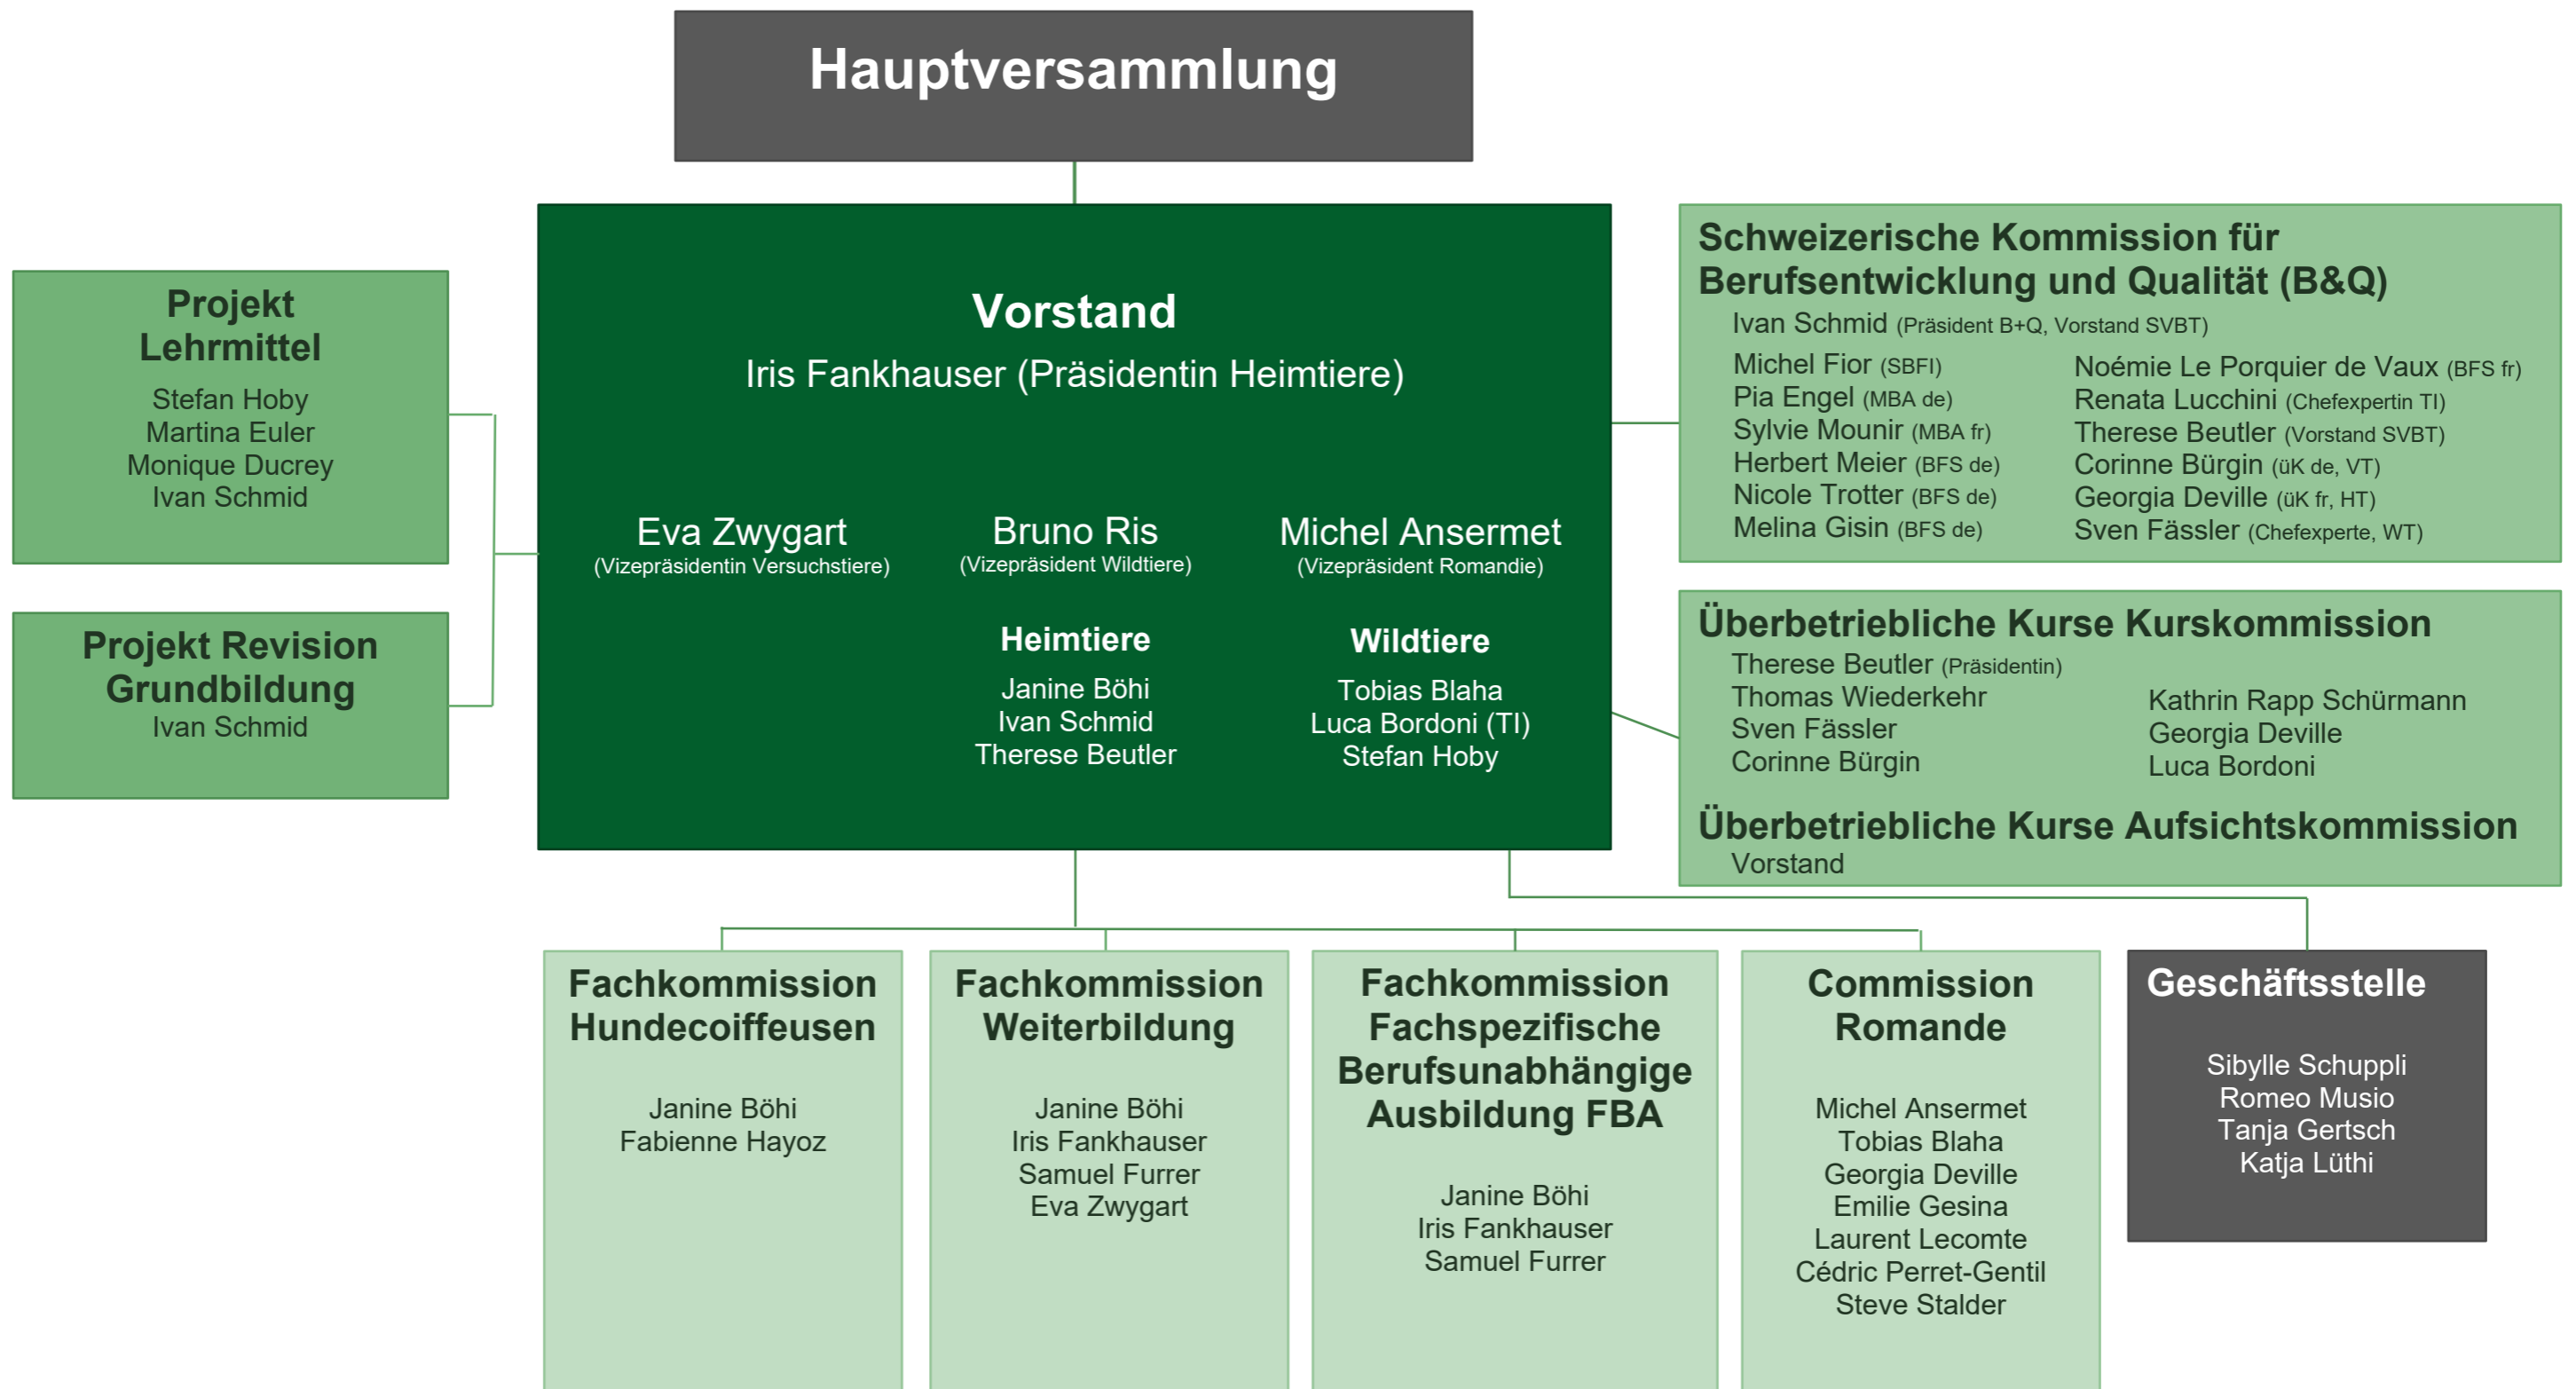 Hauptversammlung
Projekt
Lehrmittel
Stefan Hoby
Martina Euler
Monique Ducrey
Ivan Schmid
Projekt Revision
Grundbildung
Ivan Schmid
Vorstand
Iris Fankhauser (Präsidentin Heimtiere)
Eva Zwygart
(Vizepräsidentin Versuchstiere)
Bruno Ris
(Vizepräsident Wildtiere)
Michel Ansermet
(Vizepräsident Romandie)
Heimtiere
Janine Böhi
Ivan Schmid
Therese Beutler
Wildtiere
Tobias Blaha
Luca Bordoni (TI)
Stefan Hoby
Schweizerische Kommission für
Berufsentwicklung und Qualität (B&Q)
Ivan Schmid (Präsident B+Q, Vorstand SVBT)
Michel Fior (SBFI)
Pia Engel (MBA de)
Sylvie Mounir (MBA fr)
Herbert Meier (BFS de)
Nicole Trotter (BFS de)
Melina Gisin (BFS de)
Noémie Le Porquier de Vaux (BFS fr)
Renata Lucchini (Chefexpertin TI)
Therese Beutler (Vorstand SVBT)
Corinne Bürgin (üK de, VT)
Georgia Deville (üK fr, HT)
Sven Fässler (Chefexperte, WT)
Überbetriebliche Kurse Kurskommission
Therese Beutler (Präsidentin)
Thomas Wiederkehr
Sven Fässler
Corinne Bürgin
Kathrin Rapp Schürmann
Georgia Deville
Luca Bordoni
Überbetriebliche Kurse Aufsichtskommission
Vorstand
Fachkommission
Hundecoiffeusen
Janine Böhi
Fabienne Hayoz
Fachkommission
Weiterbildung
Janine Böhi
Iris Fankhauser
Samuel Furrer
Eva Zwygart
Fachkommission
Fachspezifische
Berufsunabhängige
Ausbildung FBA
Janine Böhi
Iris Fankhauser
Samuel Furrer
Commission
Romande
Michel Ansermet
Tobias Blaha
Georgia Deville
Emilie Gesina
Laurent Lecomte
Cédric Perret-Gentil
Steve Stalder
Geschäftsstelle
Sibylle Schuppli
Romeo Musio
Tanja Gertsch
Katja Lüthi